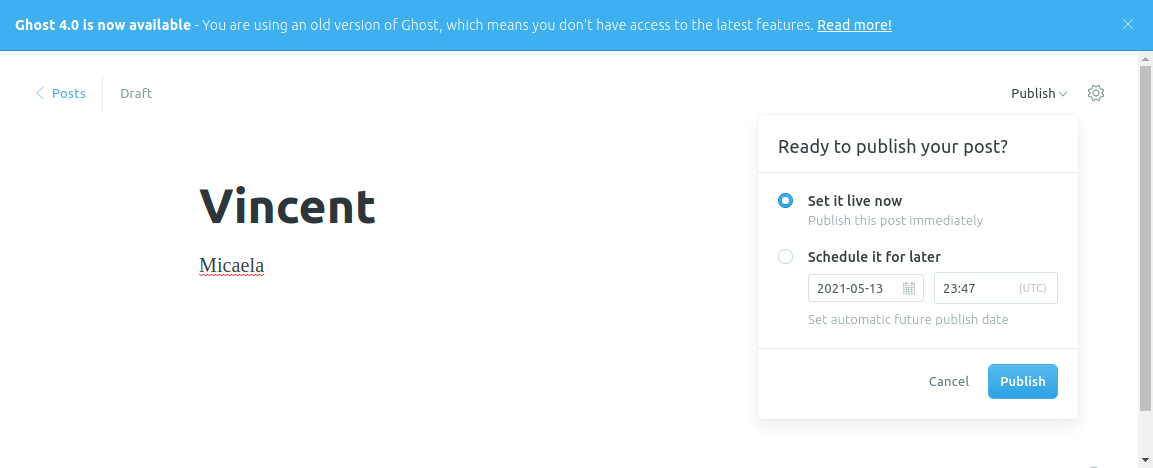 Ghost 4.0 is now available - You are using an old version of Ghost, which means you don't have access to the latest features. Read more!
Posts Draft Publish
Ready to publish your post?
Vincent
Micaela
Set it live now
Publish this post immediately
Schedule it for later
2021-05-13 23:47 (UTC)
Set automatic future publish date
Cancel Publish